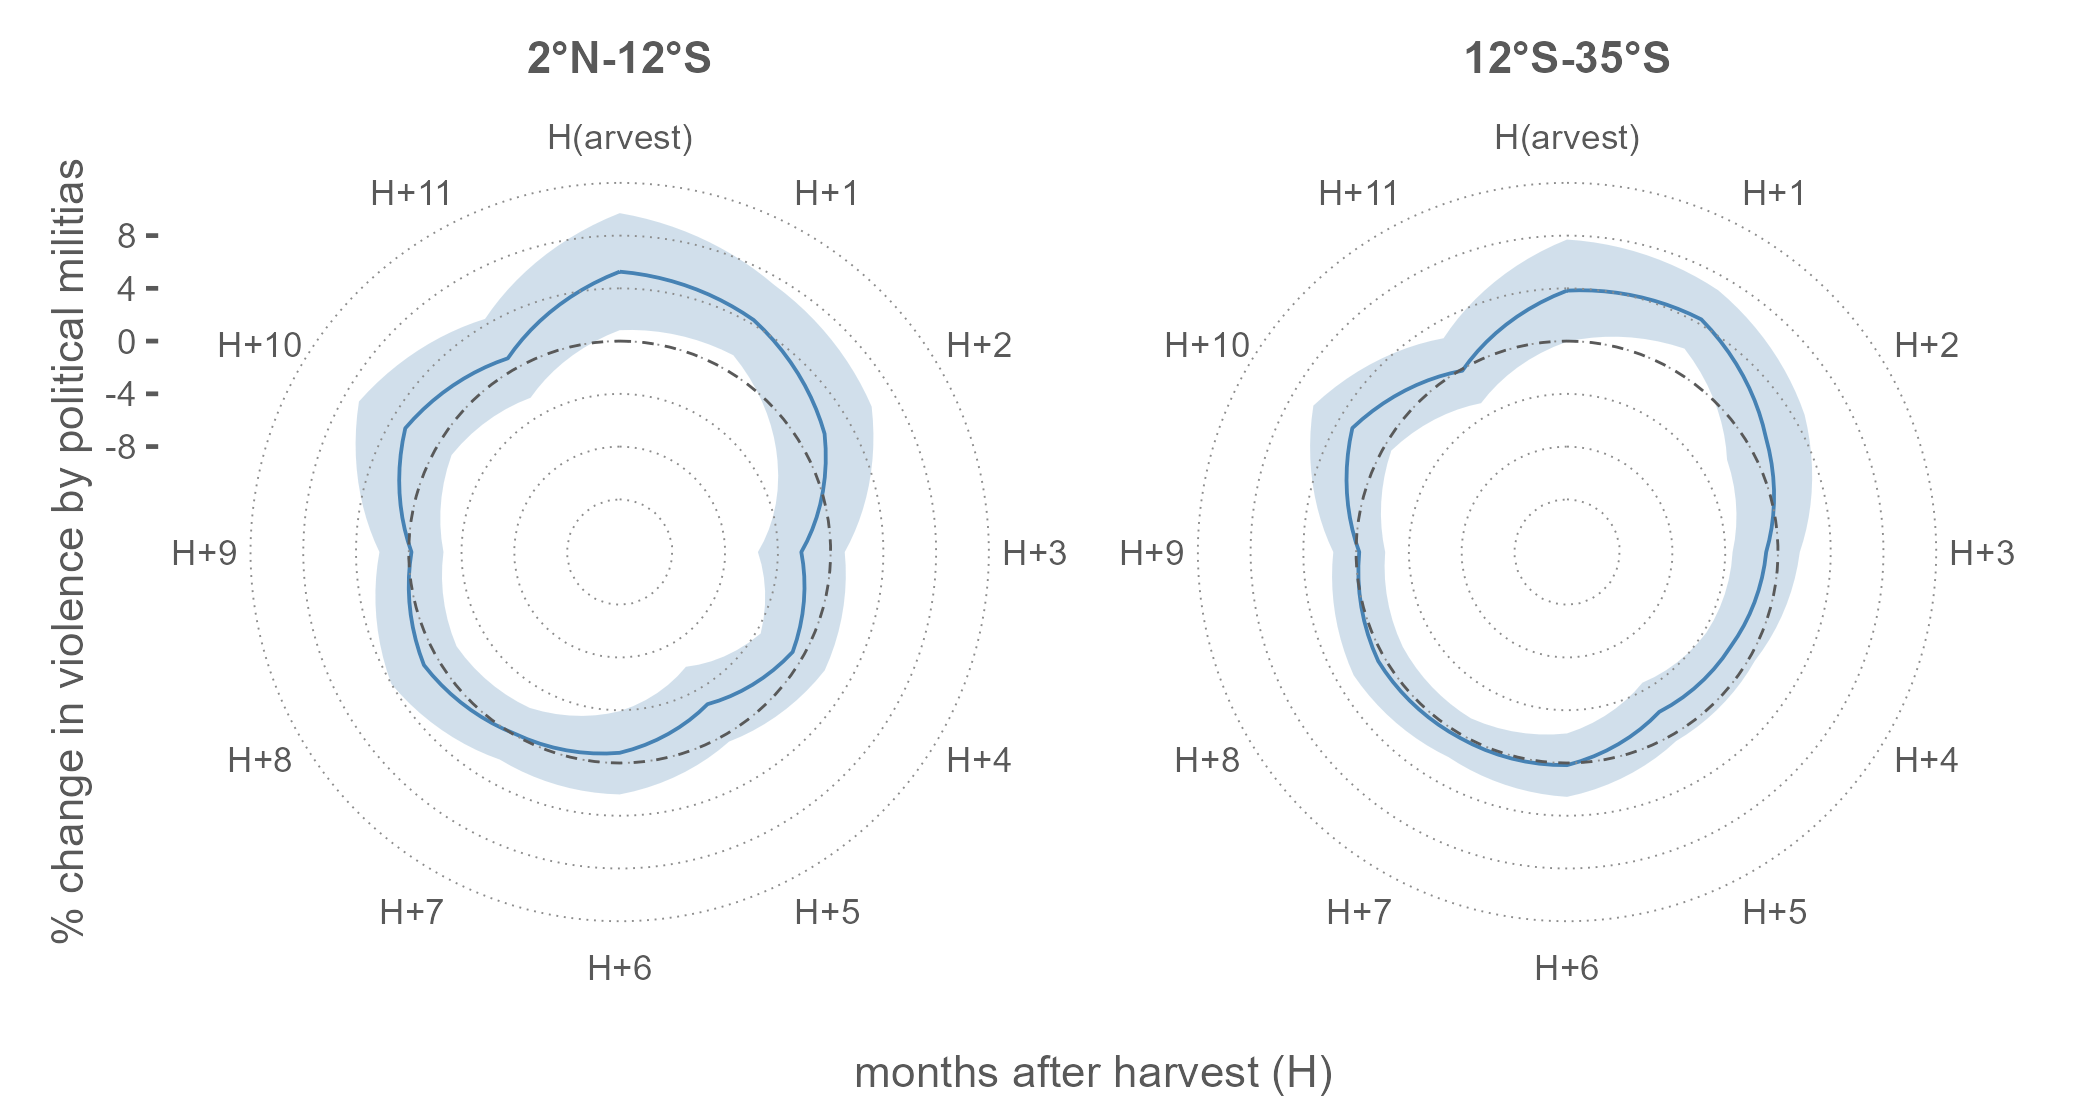 2°N-12°S
12°S-35°S
% change in violence by political militias
8
4
0
-4
-8
H(arvest)
H+1
H+2
H+3
H+4
H+5
H+6
H+7
H+8
H+9
H+10
H+11
H(arvest)
H+1
H+2
H+3
H+4
H+5
H+6
H+7
H+8
H+9
H+10
H+11
months after harvest (H)